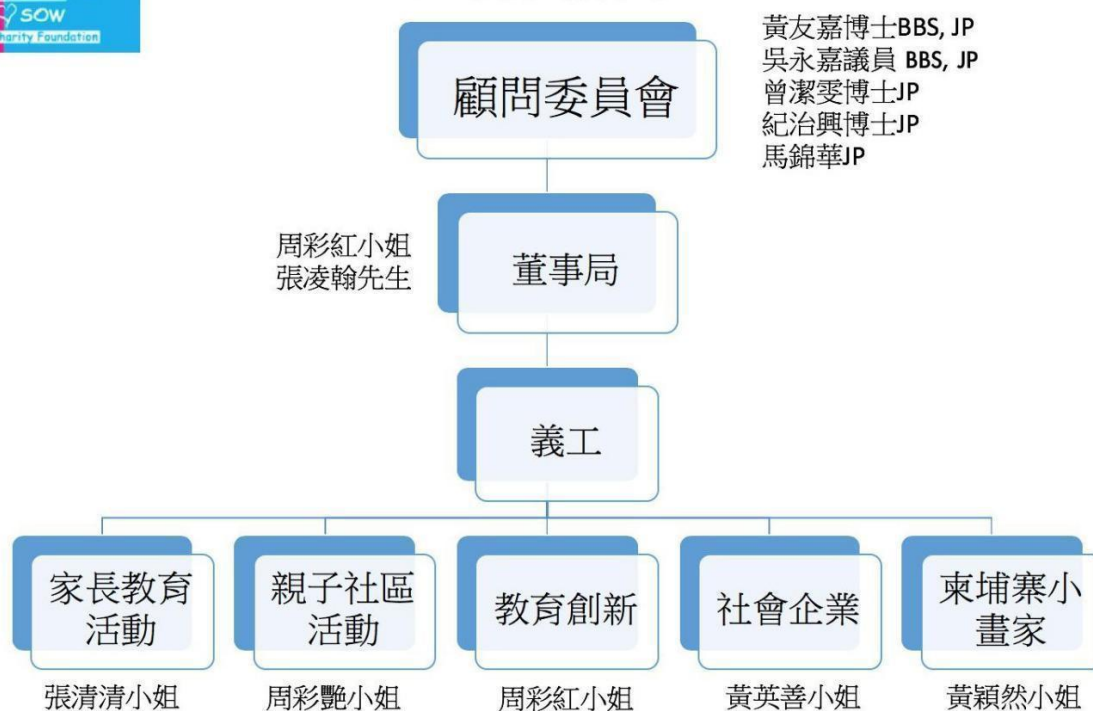 SOW
harity Foundation
黃友嘉博士BBS, JP
吳永嘉議員 BBS, JP
曾潔雯博士JP
紀治興博士JP
馬錦華JP
顧問委員會
周彩紅小姐
張凌翰先生
董事局
義工
家長教育
活動
親子社區
活動
教育創新
社會企業
柬埔寨小
畫家
張清清小姐
周彩艷小姐
周彩紅小姐
黃英善小姐
黃穎然小姐